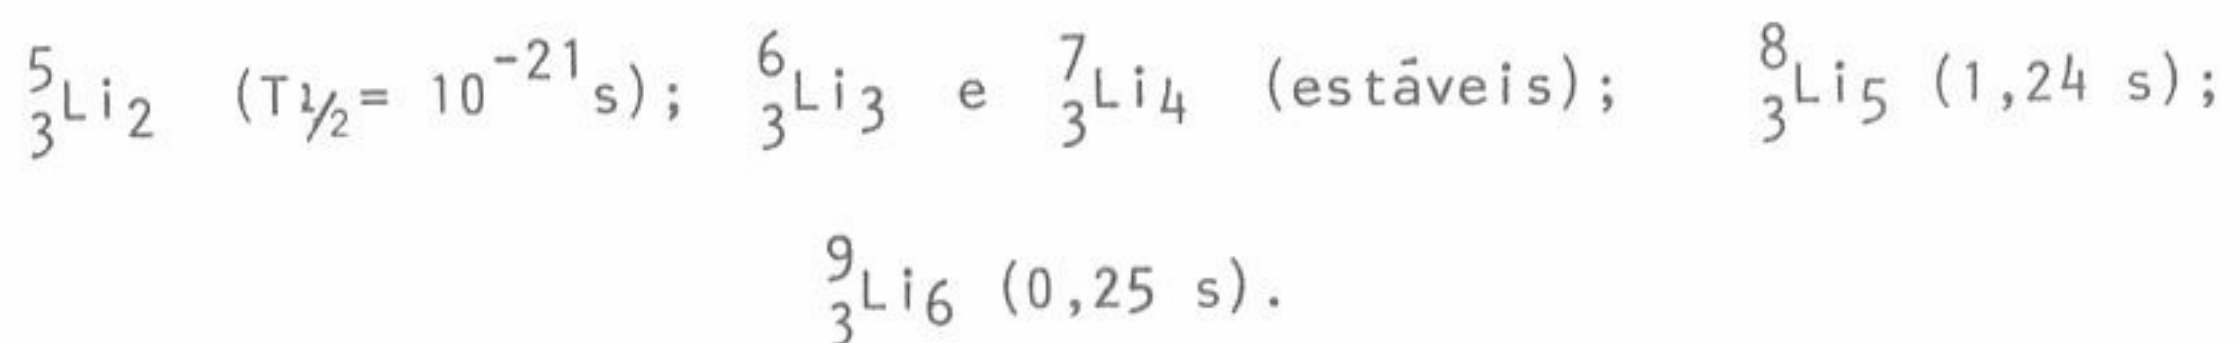 ⁵₃Li₂ (T½= 10⁻²¹s); ⁶₃Li₃ e ⁷₃Li₄ (estáveis); ⁸₃Li₅ (1,24 s);
⁹₃Li₆ (0,25 s).